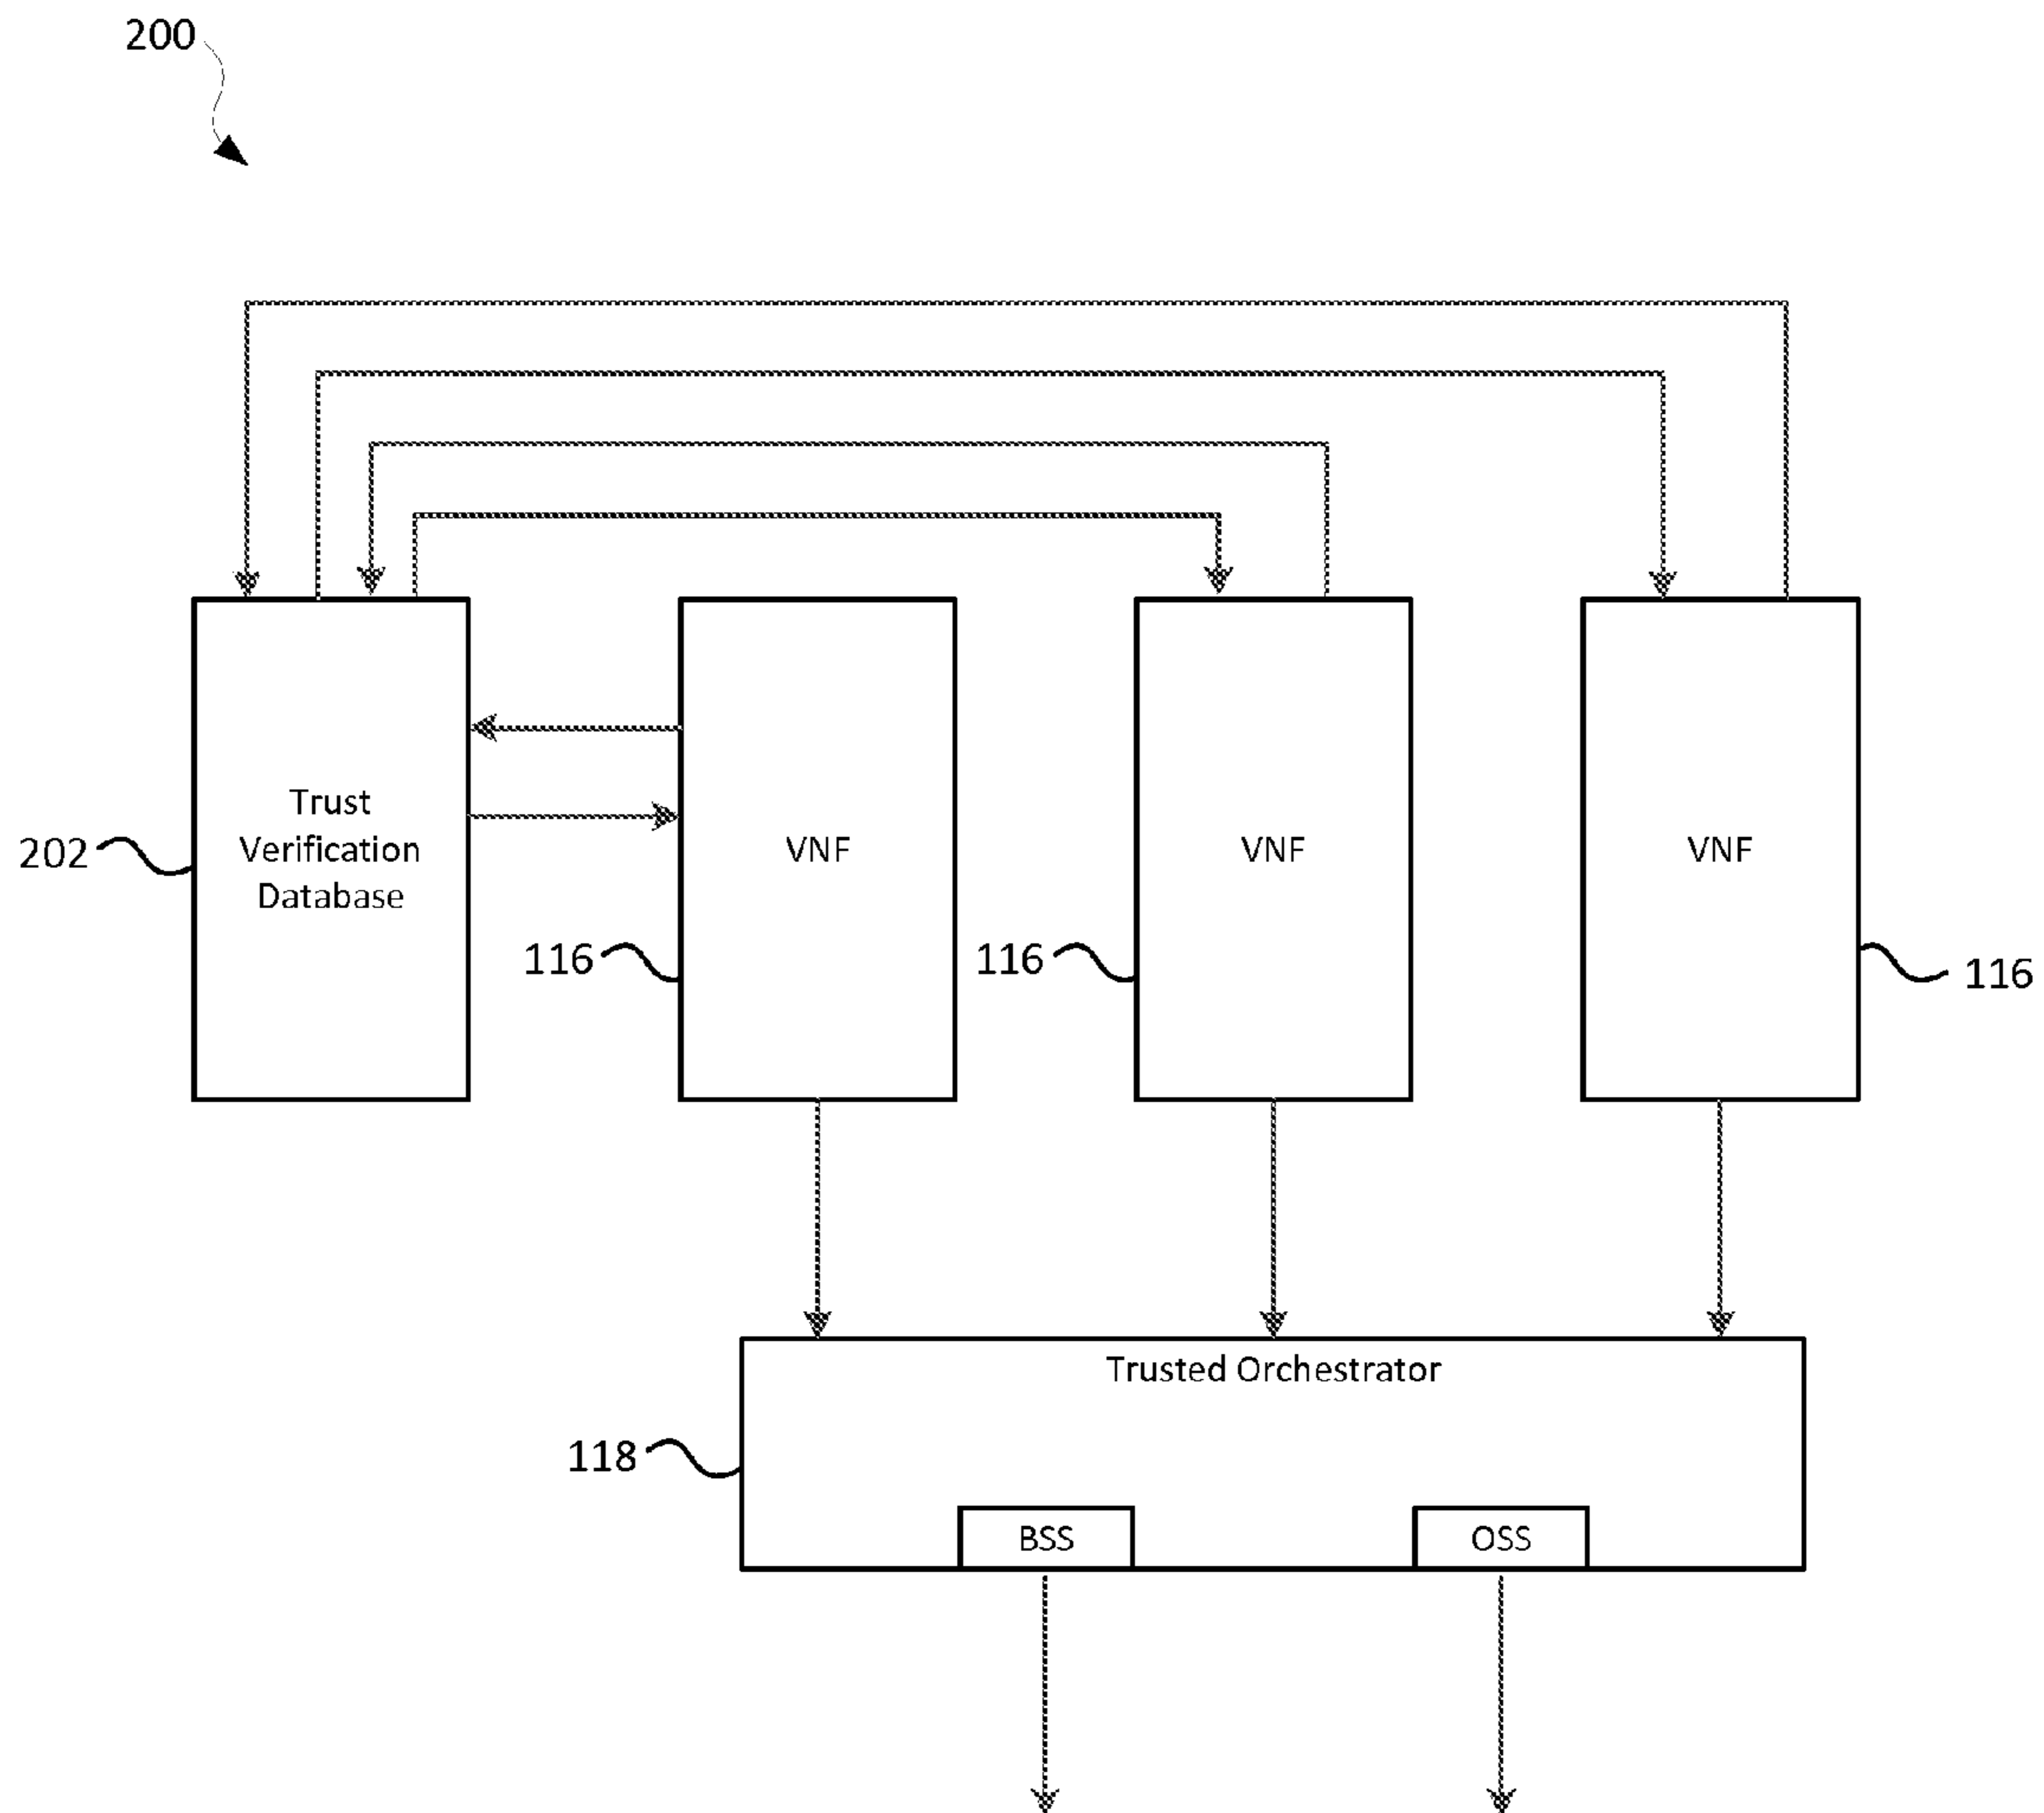 200
Trust
Verification
Database
VNF
VNF
VNF
202
116
116
116
Trusted Orchestrator
118
BSS
OSS